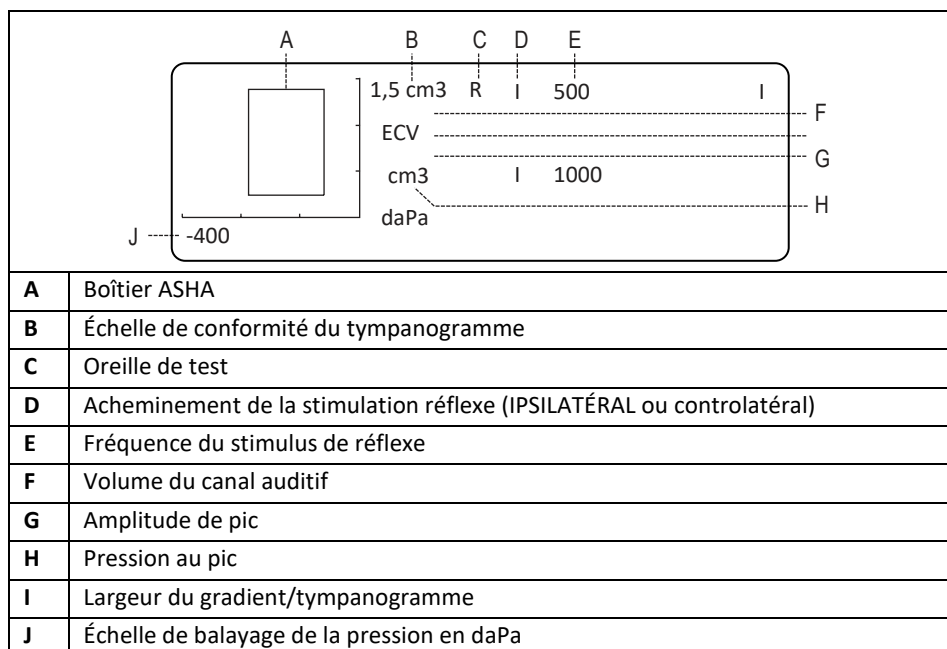 A B C D E
1,5 cm3 R I 500 I
F
ECV
G
cm3 I 1000
H
daPa
J -400
A Boîtier ASHA
B Échelle de conformité du tympanogramme
C Oreille de test
D Acheminement de la stimulation réflexe (IPSILATÉRAL ou controlatéral)
E Fréquence du stimulus de réflexe
F Volume du canal auditif
G Amplitude de pic
H Pression au pic
I Largeur du gradient/tympanogramme
J Échelle de balayage de la pression en daPa